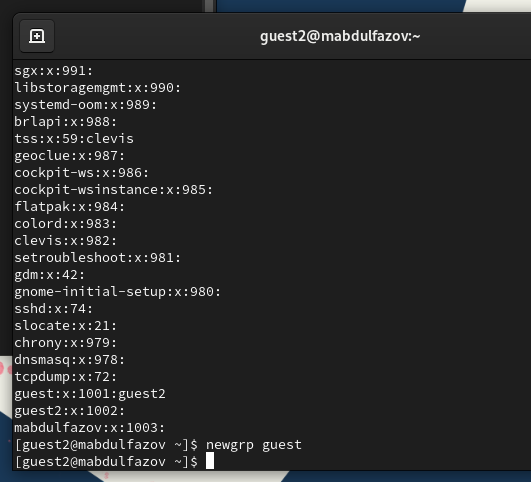 guest2@mabdulfazov:~
sgx:x:991:
libstoragemgmt:x:990:
systemd-oom:x:989:
brlapi:x:988:
tss:x:59:clevis
geoclue:x:987:
cockpit-ws:x:986:
cockpit-wsinstance:x:985:
flatpak:x:984:
colord:x:983:
clevis:x:982:
setroubleshoot:x:981:
gdm:x:42:
gnome-initial-setup:x:980:
sshd:x:74:
slocate:x:21:
chrony:x:979:
dnsmasq:x:978:
tcpdump:x:72:
guest:x:1001:guest2
guest2:x:1002:
mabdulfazov:x:1003:
[guest2@mabdulfazov ~]$ newgrp guest
[guest2@mabdulfazov ~]$